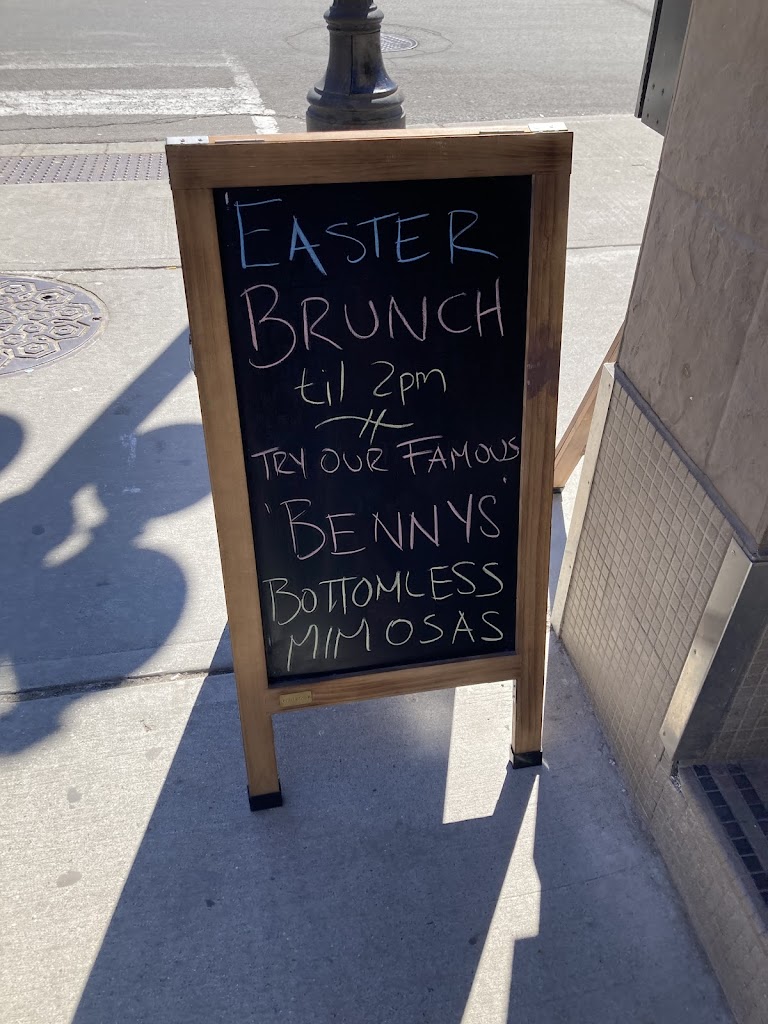 EASTER
BRUNCH
til 2pm
TRY OUR FAMOUS
'BENNYS'
BOTTOMLESS
MIMOSAS